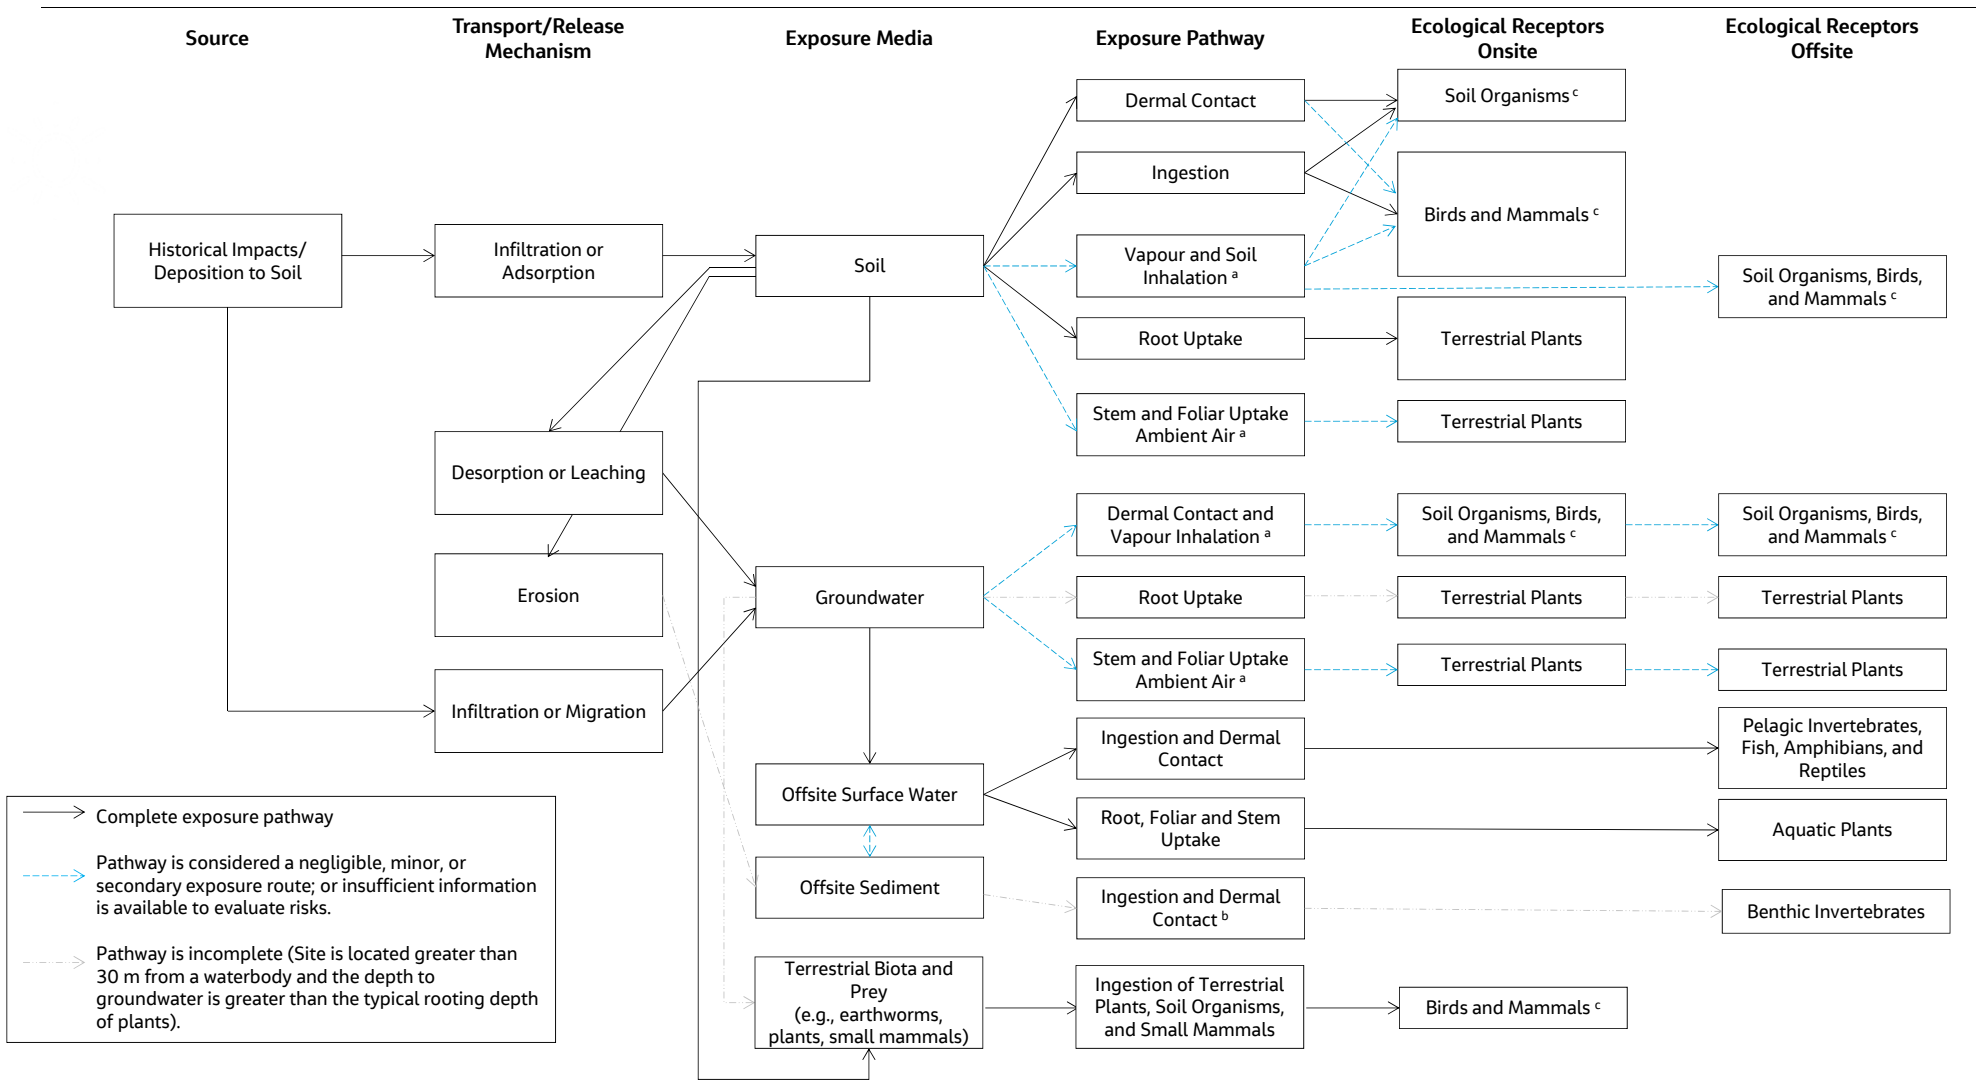 Source
Transport/Release
Mechanism
Exposure Media
Exposure Pathway
Ecological Receptors
Onsite
Ecological Receptors
Offsite
Historical Impacts/
Deposition to Soil
Infiltration or
Adsorption
Desorption or Leaching
Erosion
Infiltration or Migration
Soil
Groundwater
Offsite Surface Water
Offsite Sediment
Terrestrial Biota and
Prey
(e.g., earthworms,
plants, small mammals)
Dermal Contact
Ingestion
Vapour and Soil
Inhalation a
Root Uptake
Stem and Foliar Uptake
Ambient Air a
Dermal Contact and
Vapour Inhalation a
Root Uptake
Stem and Foliar Uptake
Ambient Air a
Ingestion and Dermal
Contact
Root, Foliar and Stem
Uptake
Ingestion and Dermal
Contact b
Ingestion of Terrestrial
Plants, Soil Organisms,
and Small Mammals
Soil Organisms c
Birds and Mammals c
Terrestrial Plants
Terrestrial Plants
Soil Organisms, Birds,
and Mammals c
Terrestrial Plants
Terrestrial Plants
Birds and Mammals c
Soil Organisms, Birds,
and Mammals c
Soil Organisms, Birds,
and Mammals c
Terrestrial Plants
Terrestrial Plants
Pelagic Invertebrates,
Fish, Amphibians, and
Reptiles
Aquatic Plants
Benthic Invertebrates
Complete exposure pathway
Pathway is considered a negligible, minor, or
secondary exposure route; or insufficient information
is available to evaluate risks.
Pathway is incomplete (Site is located greater than
30 m from a waterbody and the depth to
groundwater is greater than the typical rooting depth
of plants).